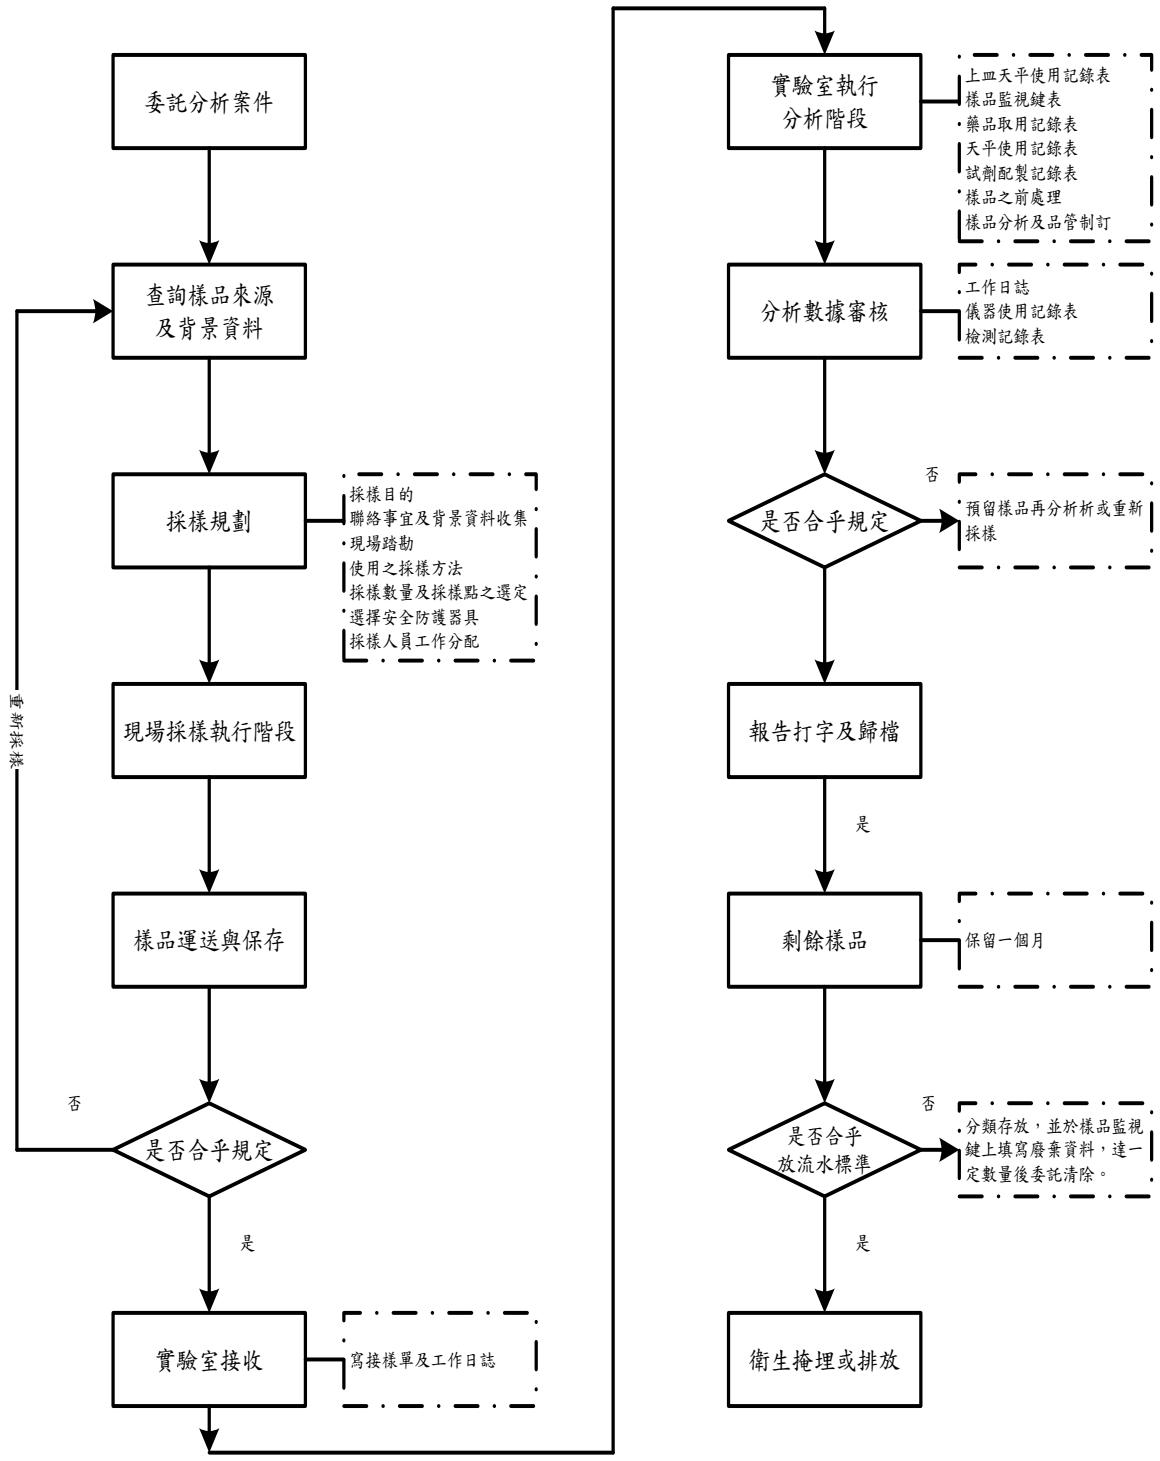 委託分析案件
查詢樣品來源
及背景資料
採樣規劃
採樣目的
聯絡事宜及背景資料收集
現場踏勘
使用之採樣方法
採樣數量及採樣點之選定
選擇安全防護器具
採樣人員工作分配
現場採樣執行階段
重新採樣
樣品運送與保存
否
是否合乎規定
是
實驗室接收
寫接樣單及工作日誌
實驗室執行
分析階段
上皿天平使用記錄表
樣品監視鍵表
藥品取用記錄表
天平使用記錄表
試劑配製記錄表
樣品之前處理
樣品分析及品管制訂
分析數據審核
工作日誌
儀器使用記錄表
檢測記錄表
否
是否合乎規定
預留樣品再分析析或重新
採樣
報告打字及歸檔
是
剩餘樣品
保留一個月
否
是否合乎
放流水標準
分類存放，並於樣品監視
鍵上填寫廢棄資料，達一
定數量後委託清除。
是
衛生掩埋或排放